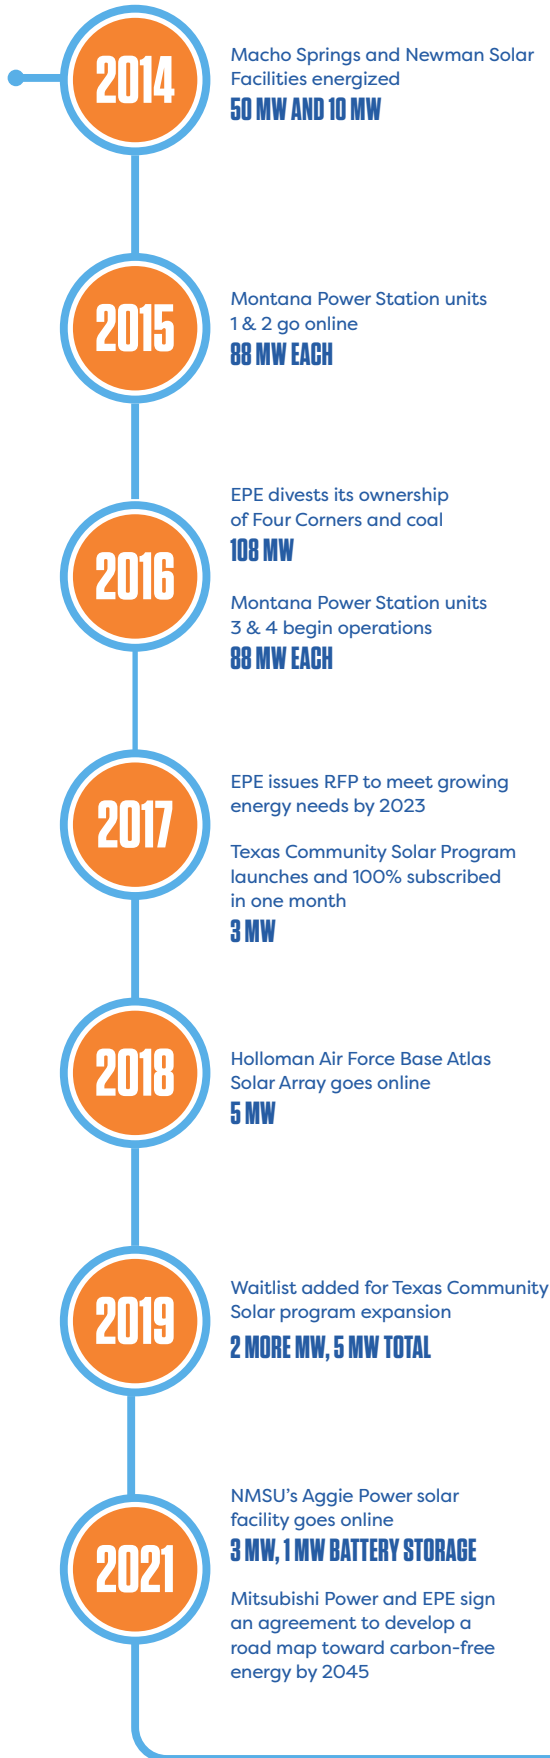 2014
Macho Springs and Newman Solar
Facilities energized
50 MW AND 10 MW
2015
Montana Power Station units
1 & 2 go online
88 MW EACH
2016
EPE divests its ownership
of Four Corners and coal
108 MW
Montana Power Station units
3 & 4 begin operations
88 MW EACH
2017
EPE issues RFP to meet growing
energy needs by 2023
Texas Community Solar Program
launches and 100% subscribed
in one month
3 MW
2018
Holloman Air Force Base Atlas
Solar Array goes online
5 MW
2019
Waitlist added for Texas Community
Solar program expansion
2 MORE MW, 5 MW TOTAL
2021
NMSU's Aggie Power solar
facility goes online
3 MW, 1 MW BATTERY STORAGE
Mitsubishi Power and EPE sign
an agreement to develop a
road map toward carbon-free
energy by 2045